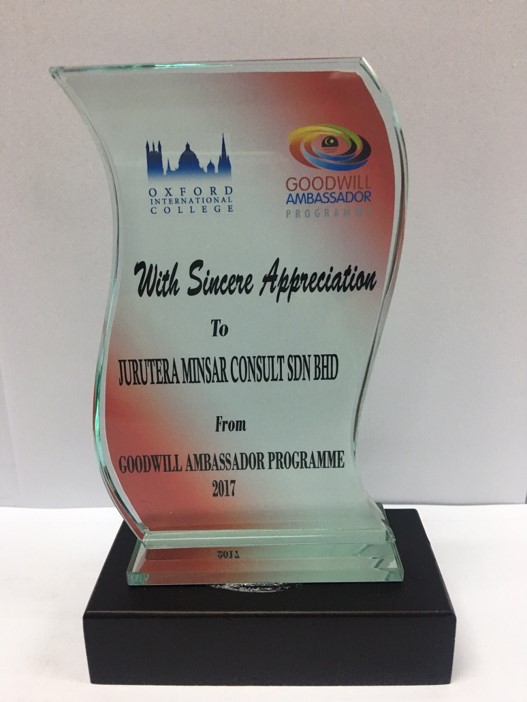 OXFORD
INTERNATIONAL
COLLEGE
GOODWILL
AMBASSADOR
PROGRAMME
With Sincere Appreciation
To
JURUTERA MINSAR CONSULT SDN BHD
From
GOODWILL AMBASSADOR PROGRAMME
2017